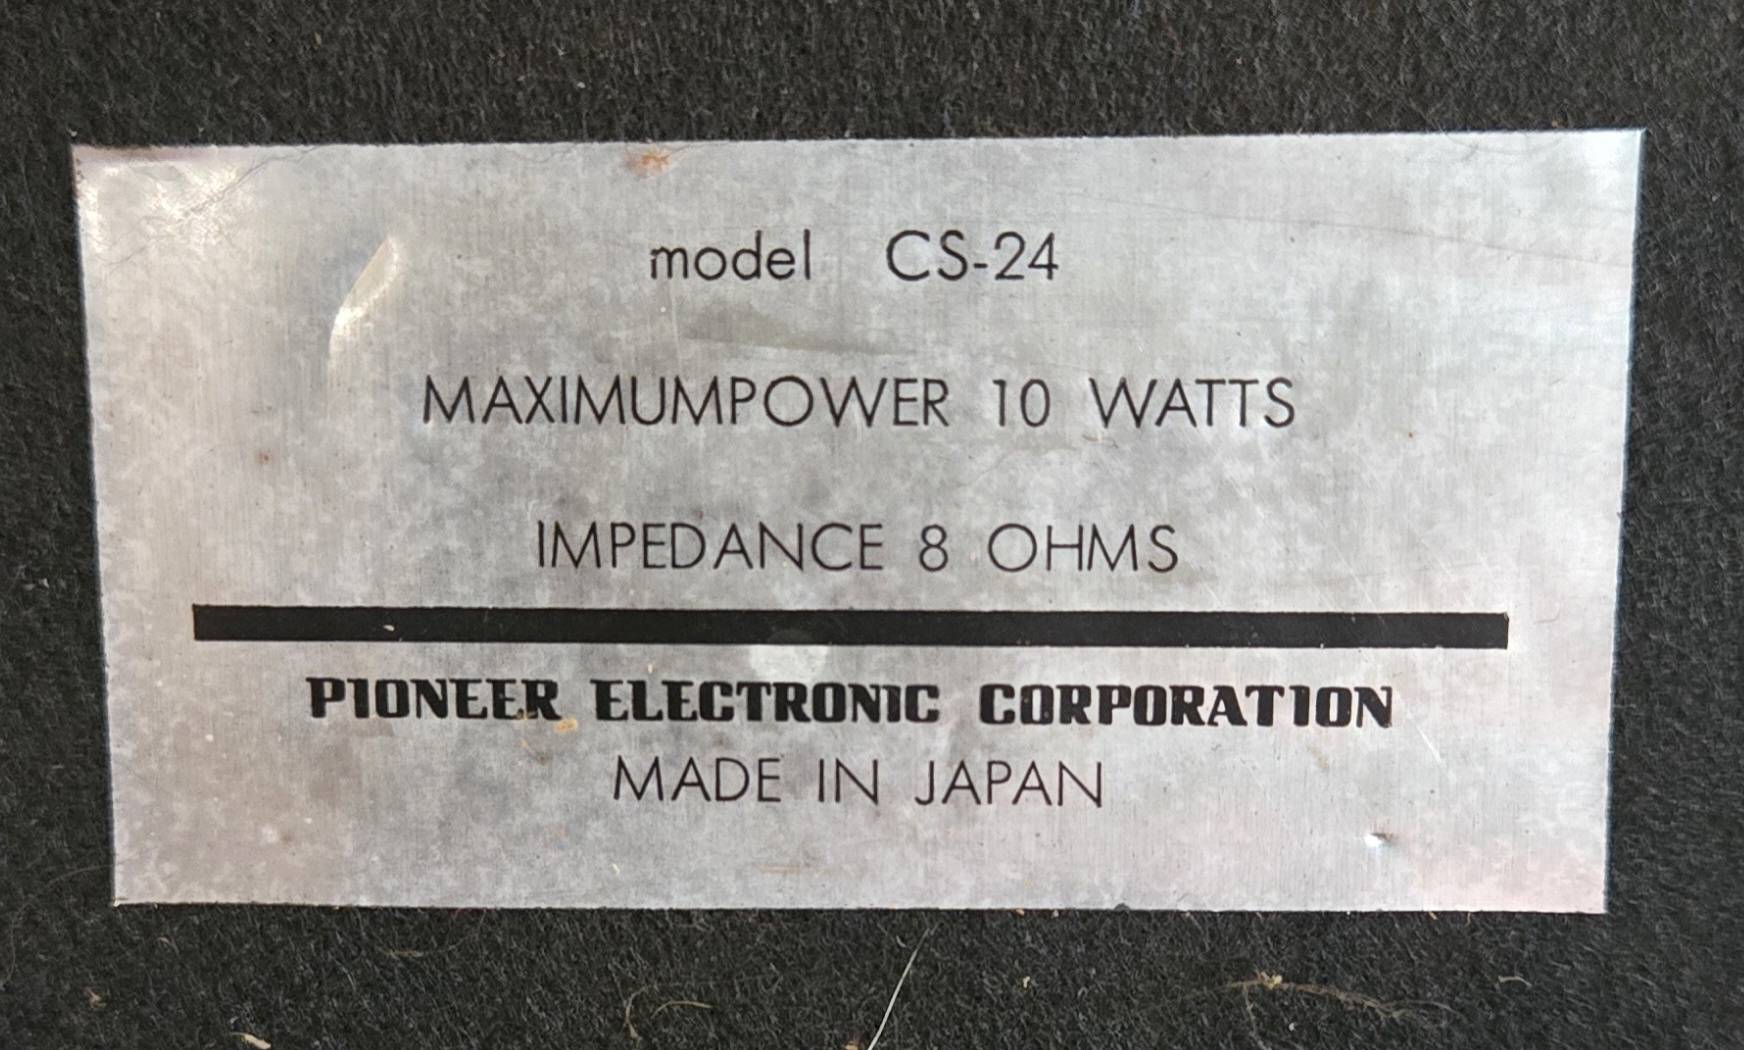 model CS-24
MAXIMUMPOWER 10 WATTS
IMPEDANCE 8 OHMS
PIONEER ELECTRONIC CORPORATION
MADE IN JAPAN